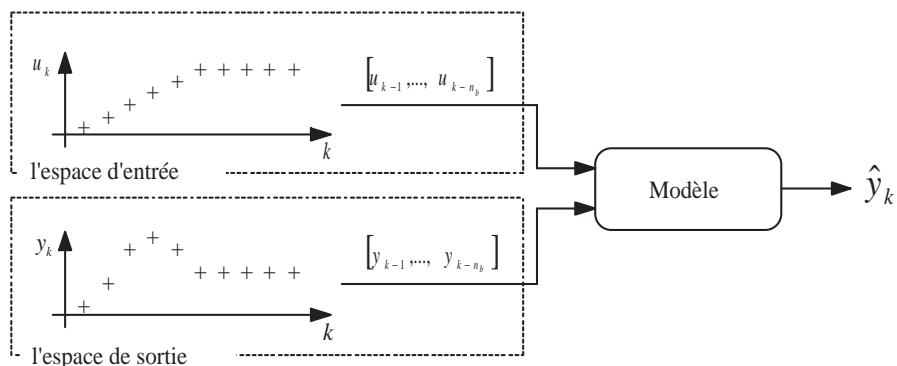 u_k
[u_{k-1},..., u_{k-n_b}]
k
l'espace d'entrée
Modèle
ŷ_k
y_k
[y_{k-1},..., y_{k-n_b}]
k
l'espace de sortie